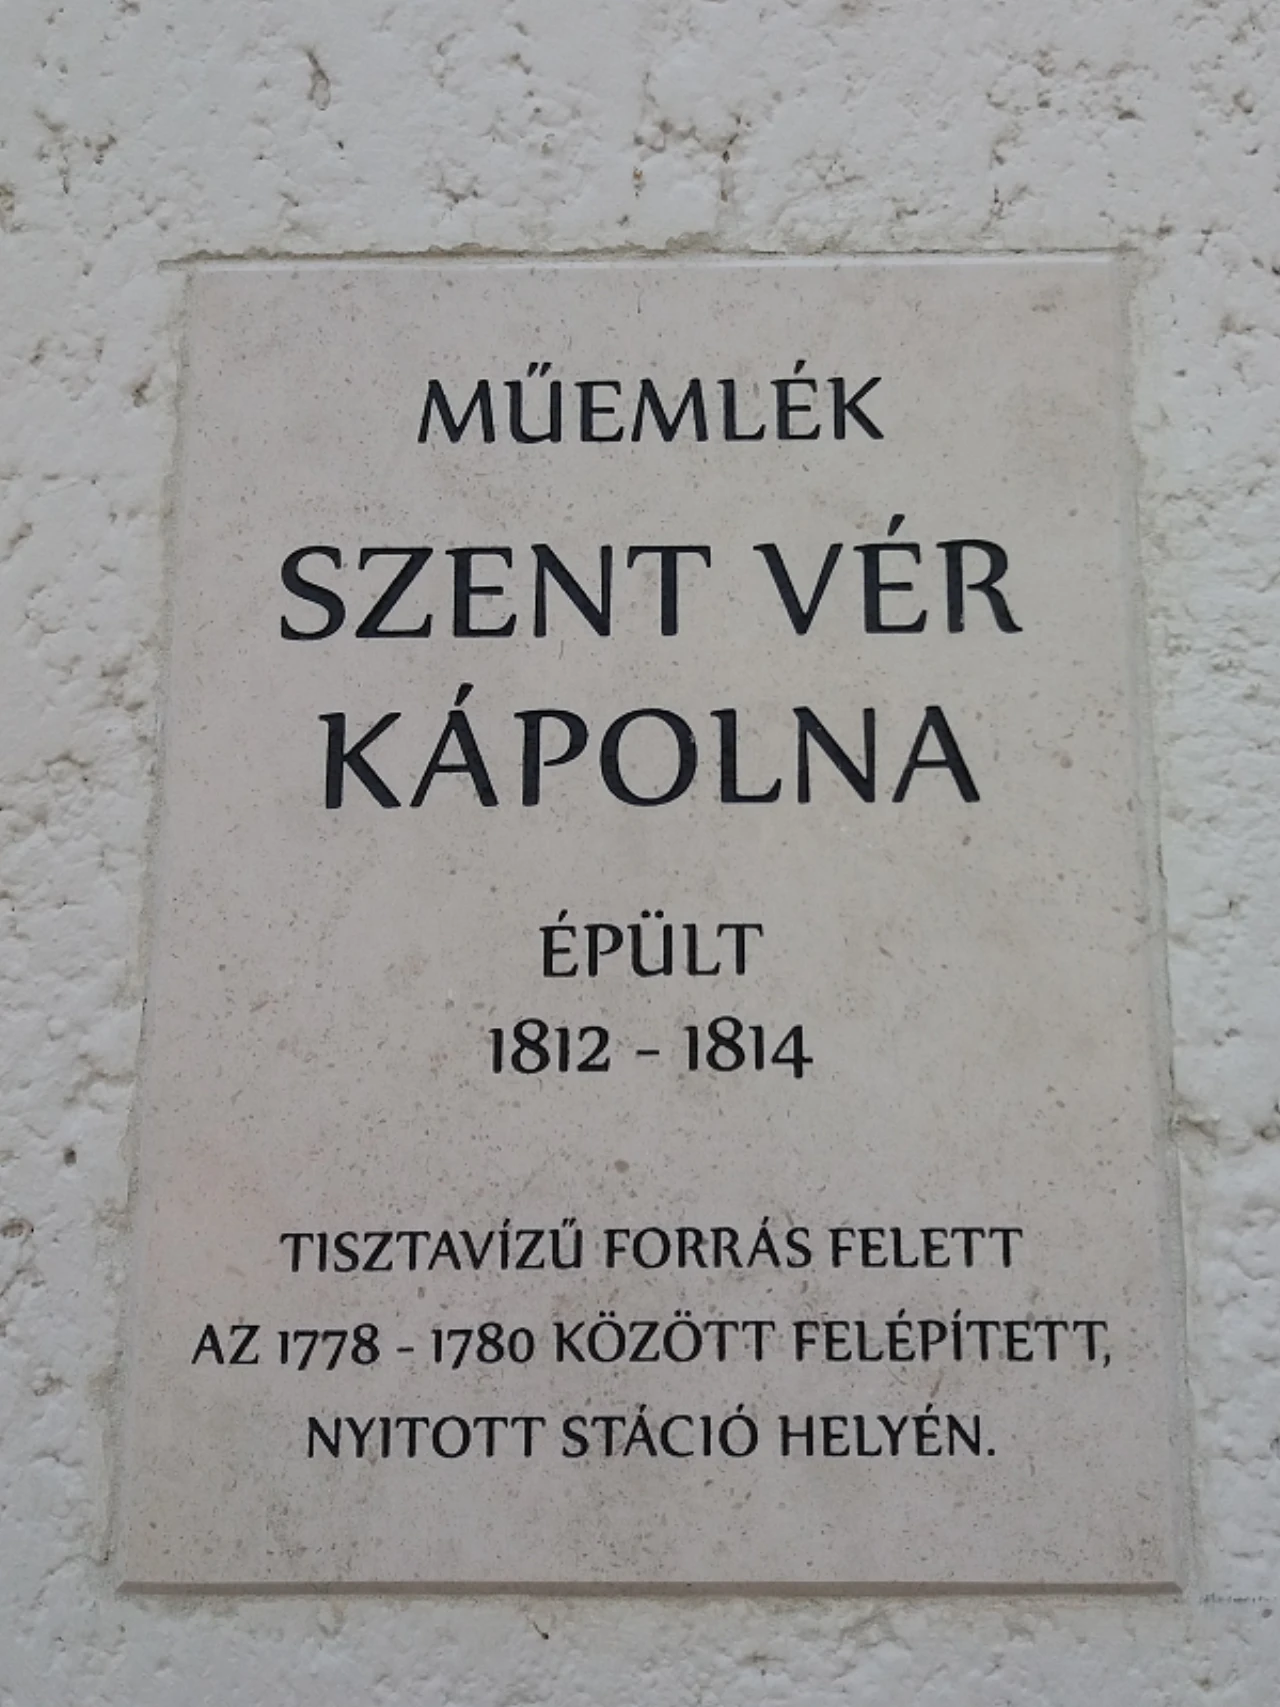 MŰEMLÉK
SZENT VÉR
KÁPOLNA
ÉPÜLT
1812 - 1814
TISZTAVÍZŰ FORRÁS FELETT
AZ 1778 - 1780 KÖZÖTT FELÉPÍTETT,
NYITOTT STÁCIÓ HELYÉN.